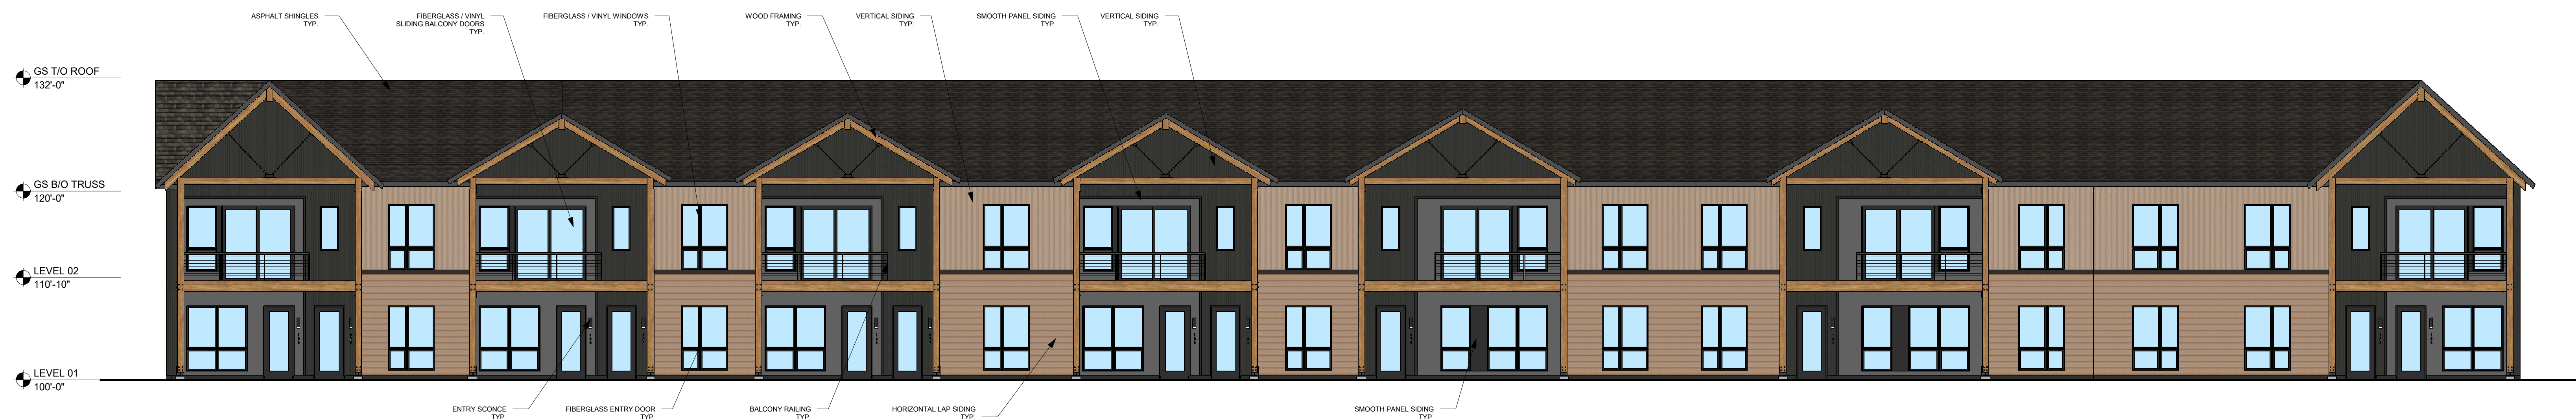 ASPHALT SHINGLES
TYP.
FIBERGLASS / VINYL
SLIDING BALCONY DOORS
TYP.
FIBERGLASS / VINYL WINDOWS
TYP.
WOOD FRAMING
TYP.
VERTICAL SIDING
TYP.
SMOOTH PANEL SIDING
TYP.
VERTICAL SIDING
TYP.
GS T/O ROOF
132'-0"
GS B/O TRUSS
120'-0"
LEVEL 02
110'-10"
LEVEL 01
100'-0"
ENTRY SCONCE
TYP.
FIBERGLASS ENTRY DOOR
TYP.
BALCONY RAILING
TYP.
HORIZONTAL LAP SIDING
TYP.
SMOOTH PANEL SIDING
TYP.